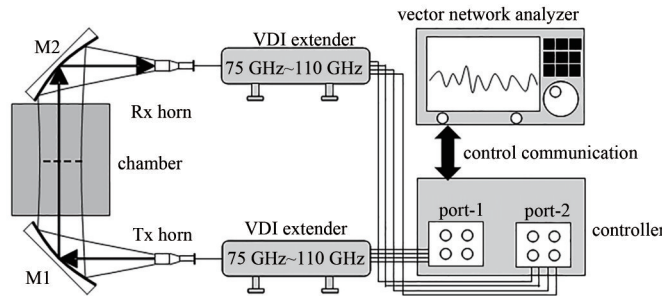 vector network analyzer
M2
VDI extender
75 GHz~110 GHz
Rx horn
chamber
control communication
Tx horn
VDI extender
port-1
port-2
controller
75 GHz~110 GHz
M1